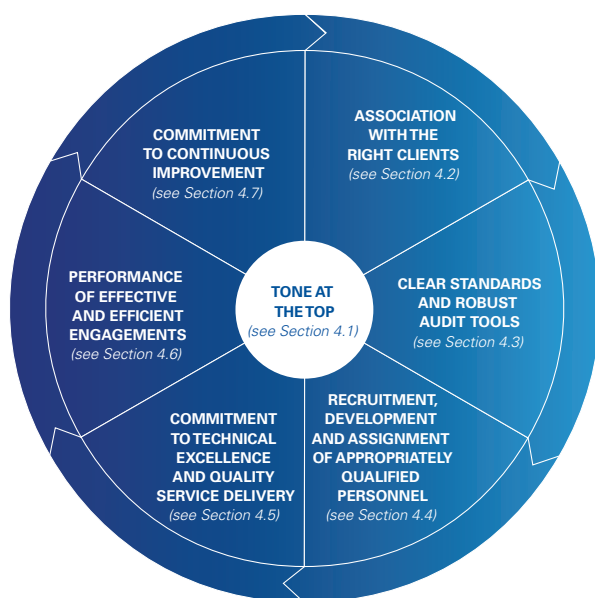 COMMITMENT
TO CONTINUOUS
IMPROVEMENT
(see Section 4.7)
ASSOCIATION
WITH THE
RIGHT CLIENTS
(see Section 4.2)
PERFORMANCE
OF EFFECTIVE
AND EFFICIENT
ENGAGEMENTS
(see Section 4.6)
TONE AT
THE TOP
(see Section 4.1)
CLEAR STANDARDS
AND ROBUST
AUDIT TOOLS
(see Section 4.3)
COMMITMENT
TO TECHNICAL
EXCELLENCE
AND QUALITY
SERVICE DELIVERY
(see Section 4.5)
RECRUITMENT,
DEVELOPMENT
AND ASSIGNMENT
OF APPROPRIATELY
QUALIFIED
PERSONNEL
(see Section 4.4)